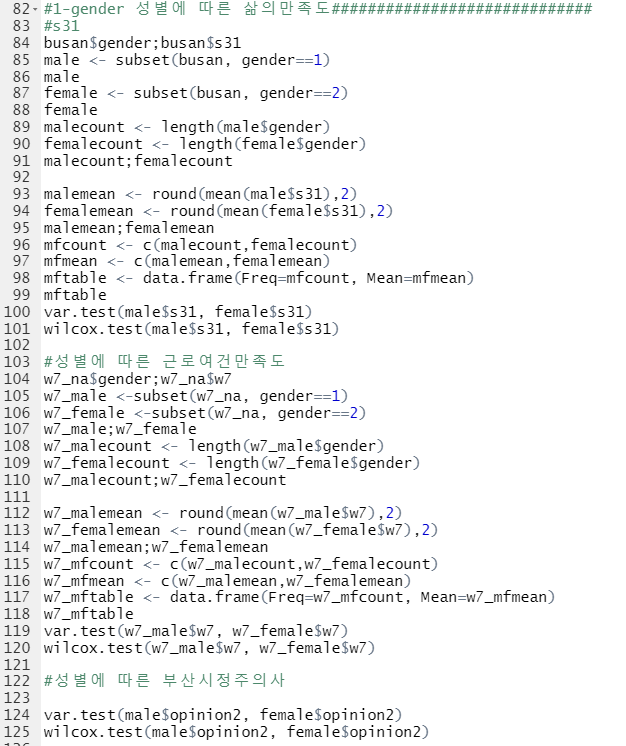 82 #1-gender 성별에 따른 삶의만족도#############################
83 #s31
84 busan$gender;busan$s31
85 male <- subset(busan, gender==1)
86 male
87 female <- subset(busan, gender==2)
88 female
89 malecount <- length(male$gender)
90 femalecount <- length(female$gender)
91 malecount;femalecount
92
93 malemean <- round(mean(male$s31),2)
94 femalemean <- round(mean(female$s31),2)
95 malemean;femalemean
96 mfcount <- c(malecount,femalecount)
97 mfmean <- c(malemean,femalemean)
98 mftable <- data.frame(Freq=mfcount, Mean=mfmean)
99 mftable
100 var.test(male$s31, female$s31)
101 wilcox.test(male$s31, female$s31)
102
103 #성별에 따른 근로여건만족도
104 w7_na$gender;w7_na$w7
105 w7_male <-subset(w7_na, gender==1)
106 w7_female <-subset(w7_na, gender==2)
107 w7_male;w7_female
108 w7_malecount <- length(w7_male$gender)
109 w7_femalecount <- length(w7_female$gender)
110 w7_malecount;w7_femalecount
111
112 w7_malemean <- round(mean(w7_male$w7),2)
113 w7_femalemean <- round(mean(w7_female$w7),2)
114 w7_malemean;w7_femalemean
115 w7_mfcount <- c(w7_malecount,w7_femalecount)
116 w7_mfmean <- c(w7_malemean,w7_femalemean)
117 w7_mftable <- data.frame(Freq=w7_mfcount, Mean=w7_mfmean)
118 w7_mftable
119 var.test(w7_male$w7, w7_female$w7)
120 wilcox.test(w7_male$w7, w7_female$w7)
121
122 #성별에 따른 부산시정주의사
123
124 var.test(male$opinion2, female$opinion2)
125 wilcox.test(male$opinion2, female$opinion2)